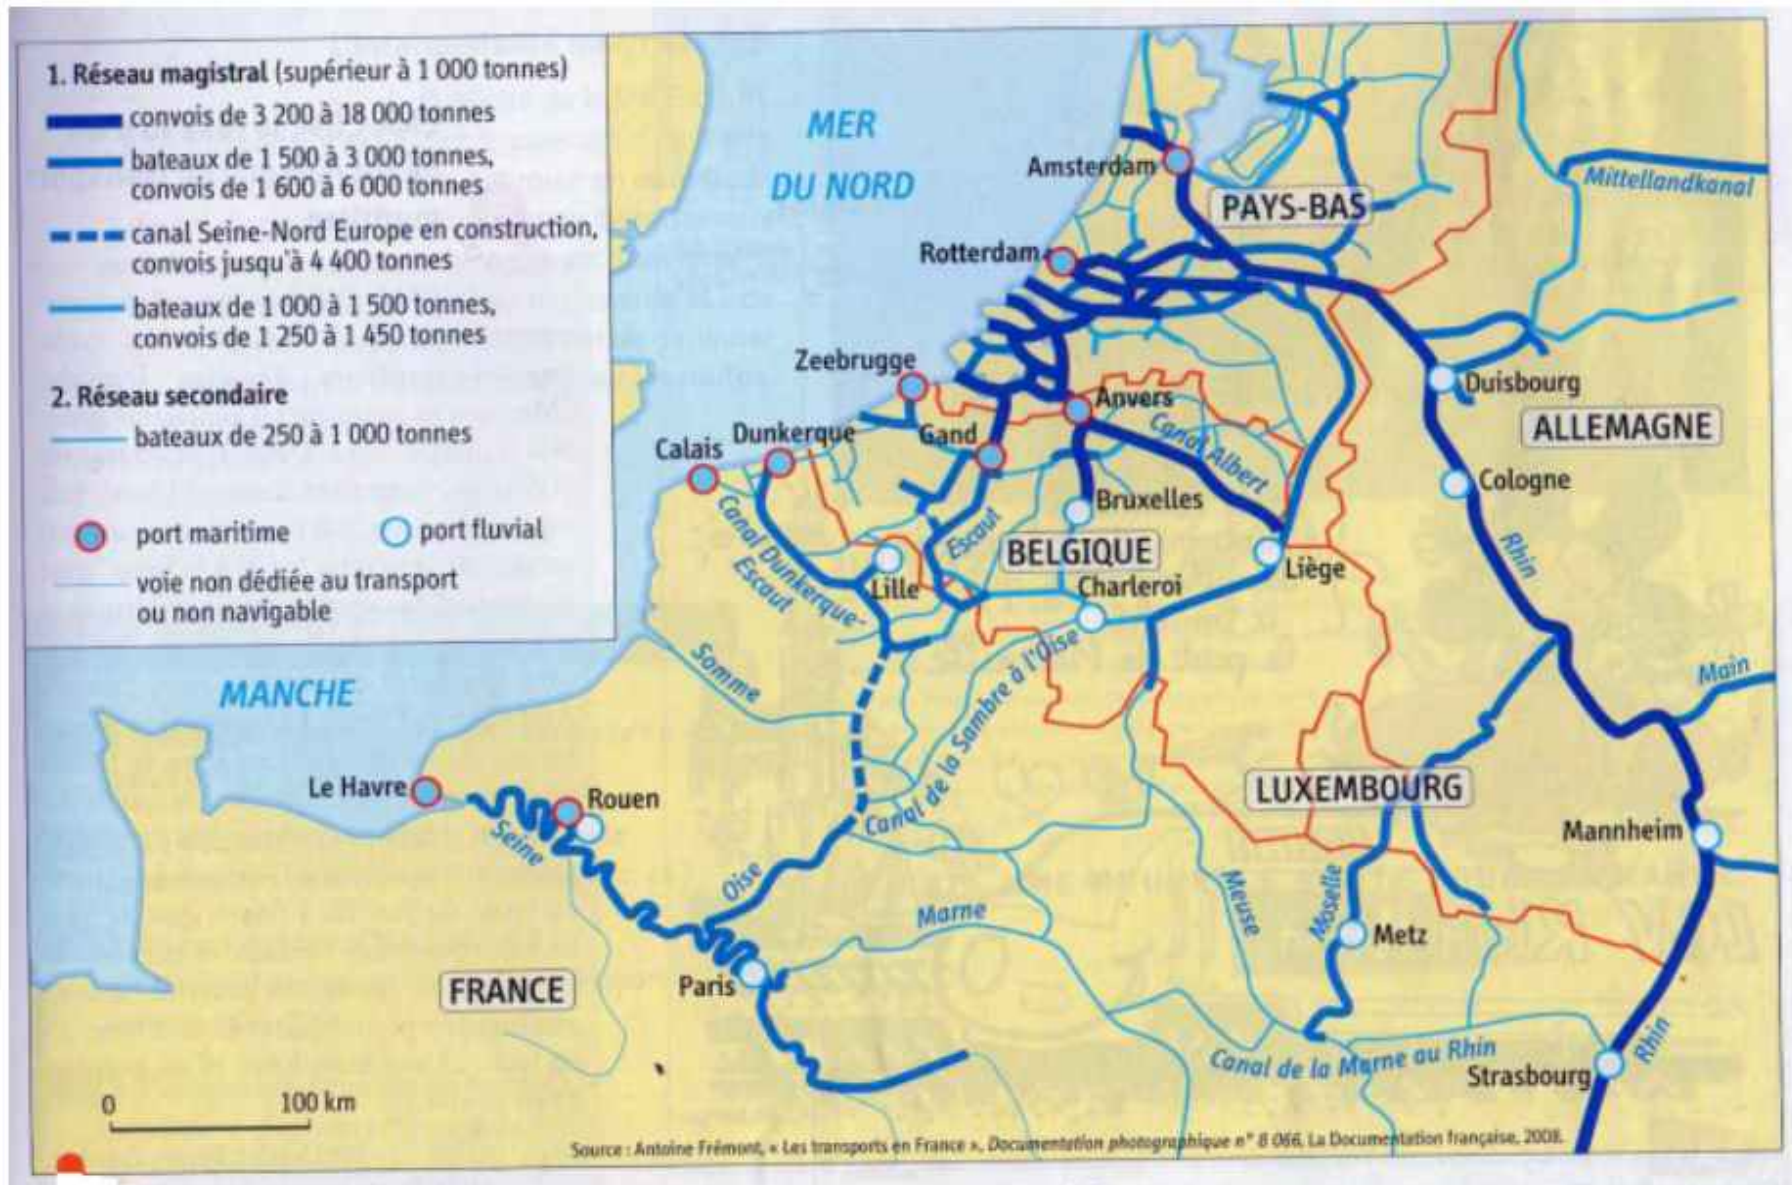 1. Réseau magistral (supérieur à 1 000 tonnes)
convois de 3 200 à 18 000 tonnes
bateaux de 1 500 à 3 000 tonnes,
convois de 1 600 à 6 000 tonnes
canal Seine-Nord Europe en construction,
convois jusqu'à 4 400 tonnes
bateaux de 1 000 à 1 500 tonnes,
convois de 1 250 à 1 450 tonnes
2. Réseau secondaire
bateaux de 250 à 1 000 tonnes
port maritime
port fluvial
voie non dédiée au transport
ou non navigable
MER
DU NORD
Amsterdam
PAYS-BAS
Mittellandkanal
Rotterdam
Zeebrugge
Duisbourg
Anvers
ALLEMAGNE
Dunkerque
Gand
Canal Albert
Calais
Cologne
Bruxelles
Canal Dunkerque-
Escaut
Escaut
BELGIQUE
Rhin
Lille
Charleroi
Liège
Somme
Canal de la Sambre à l'Oise
Main
MANCHE
Le Havre
Rouen
LUXEMBOURG
Seine
Mannheim
Oise
Marne
Meuse
Moselle
Metz
FRANCE
Paris
Canal de la Marne au Rhin
Rhin
Strasbourg
0
100 km
Source : Antoine Frémont, « Les transports en France », Documentation photographique n° 8 066, La Documentation française, 2008.